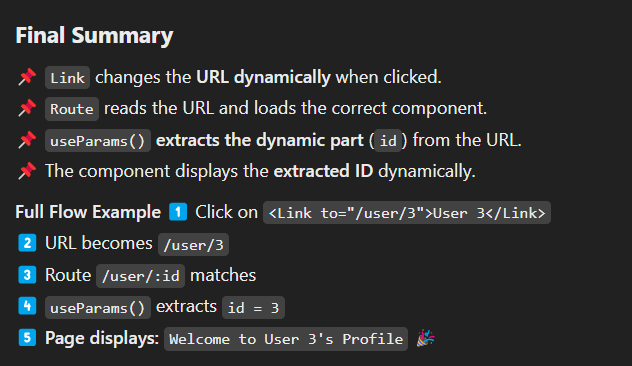 Final Summary
📌 Link changes the URL dynamically when clicked.
📌 Route reads the URL and loads the correct component.
📌 useParams() extracts the dynamic part (id) from the URL.
📌 The component displays the extracted ID dynamically.
Full Flow Example 1️⃣ Click on <Link to="/user/3">User 3</Link>
2️⃣ URL becomes /user/3
3️⃣ Route /user/:id matches
4️⃣ useParams() extracts id = 3
5️⃣ Page displays: Welcome to User 3's Profile 🎉